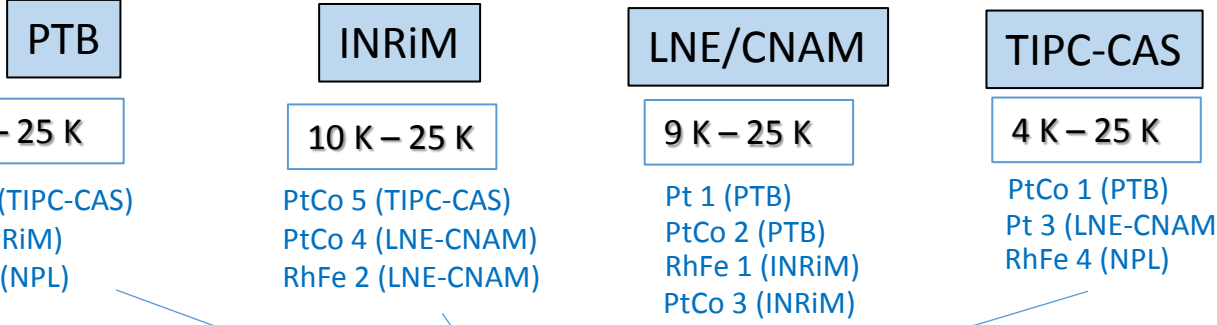 PTB
– 25 K
(TIPC-CAS)
RiM)
(NPL)
INRiM
10 K – 25 K
PtCo 5 (TIPC-CAS)
PtCo 4 (LNE-CNAM)
RhFe 2 (LNE-CNAM)
LNE/CNAM
9 K – 25 K
Pt 1 (PTB)
PtCo 2 (PTB)
RhFe 1 (INRiM)
PtCo 3 (INRiM)
TIPC-CAS
4 K – 25 K
PtCo 1 (PTB)
Pt 3 (LNE-CNAM
RhFe 4 (NPL)